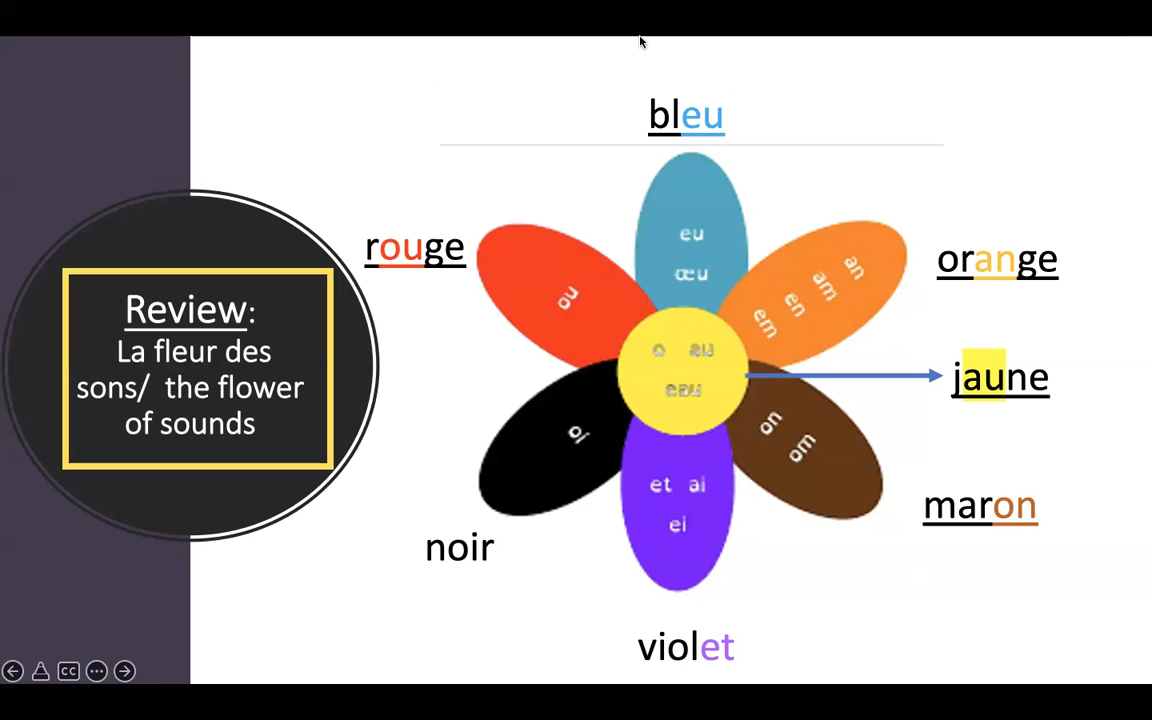 bleu
rouge
orange
jaune
maron
noir
violet
eu
œu
ou
an
am
en
em
o au
eau
oi
et ai
ei
on
om
Review:
La fleur des
sons/ the flower
of sounds
CC